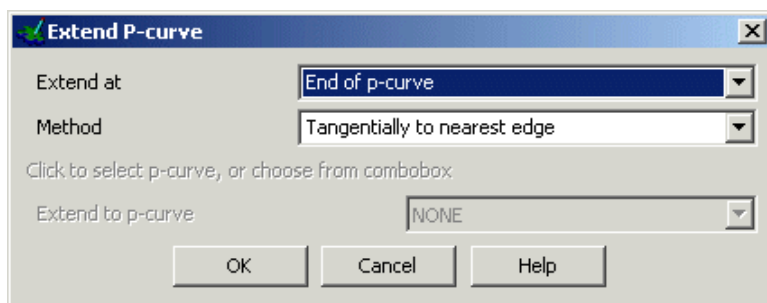 Extend P-curve
Extend at End of p-curve
Method Tangentially to nearest edge
Click to select p-curve, or choose from combobox
Extend to p-curve NONE
OK Cancel Help